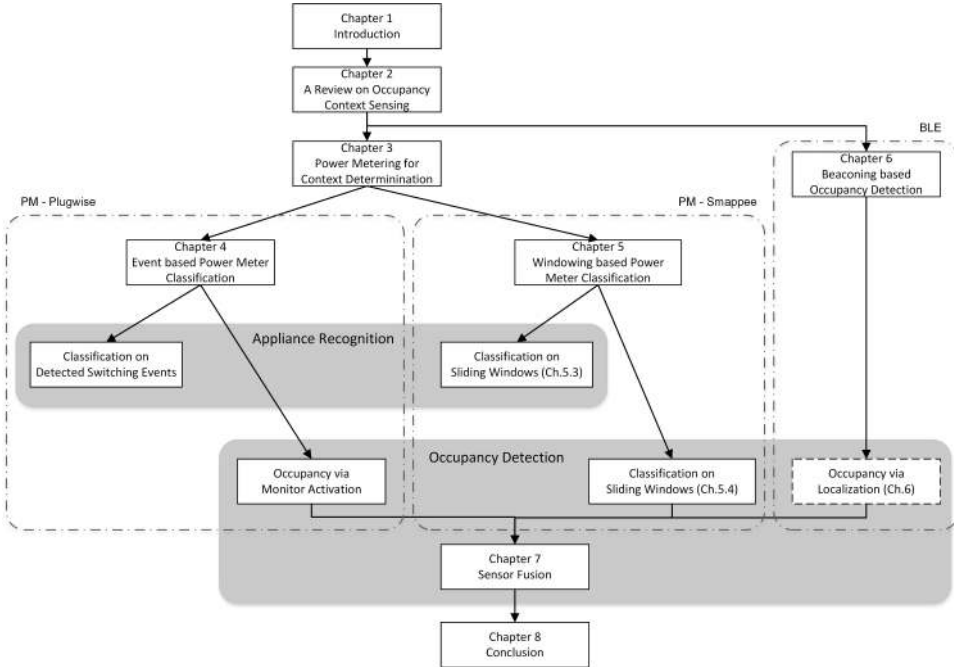 Chapter 1
Introduction
Chapter 2
A Review on Occupancy
Context Sensing
BLE
Chapter 3
Power Metering for
Context Determinination
Chapter 6
Beaconing based
Occupancy Detection
PM - Plugwise
PM - Smappee
Chapter 4
Event based Power Meter
Classification
Chapter 5
Windowing based Power
Meter Classification
Appliance Recognition
Classification on
Detected Switching Events
Classification on
Sliding Windows (Ch.5.3)
Occupancy Detection
Occupancy via
Monitor Activation
Classification on
Sliding Windows (Ch.5.4)
Occupancy via
Localization (Ch.6)
Chapter 7
Sensor Fusion
Chapter 8
Conclusion